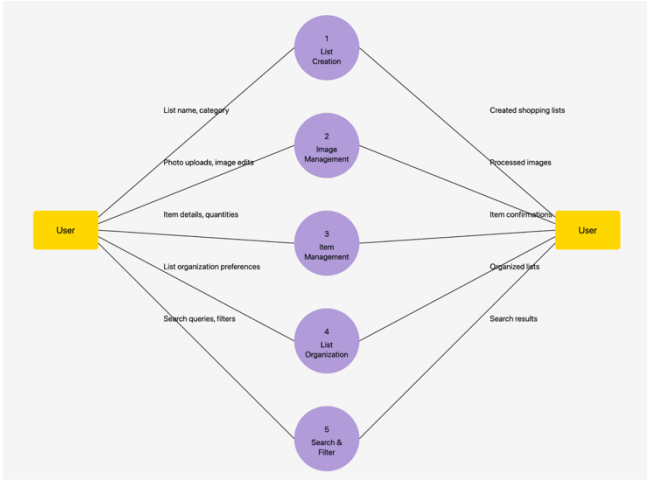 1
List
Creation
List name, category
Created shopping lists
2
Image
Management
Photo uploads, image edits
Processed images
Item details, quantities
Item confirmations
User
3
Item
Management
User
List organization preferences
Organized lists
Search queries, filters
Search results
4
List
Organization
5
Search &
Filter